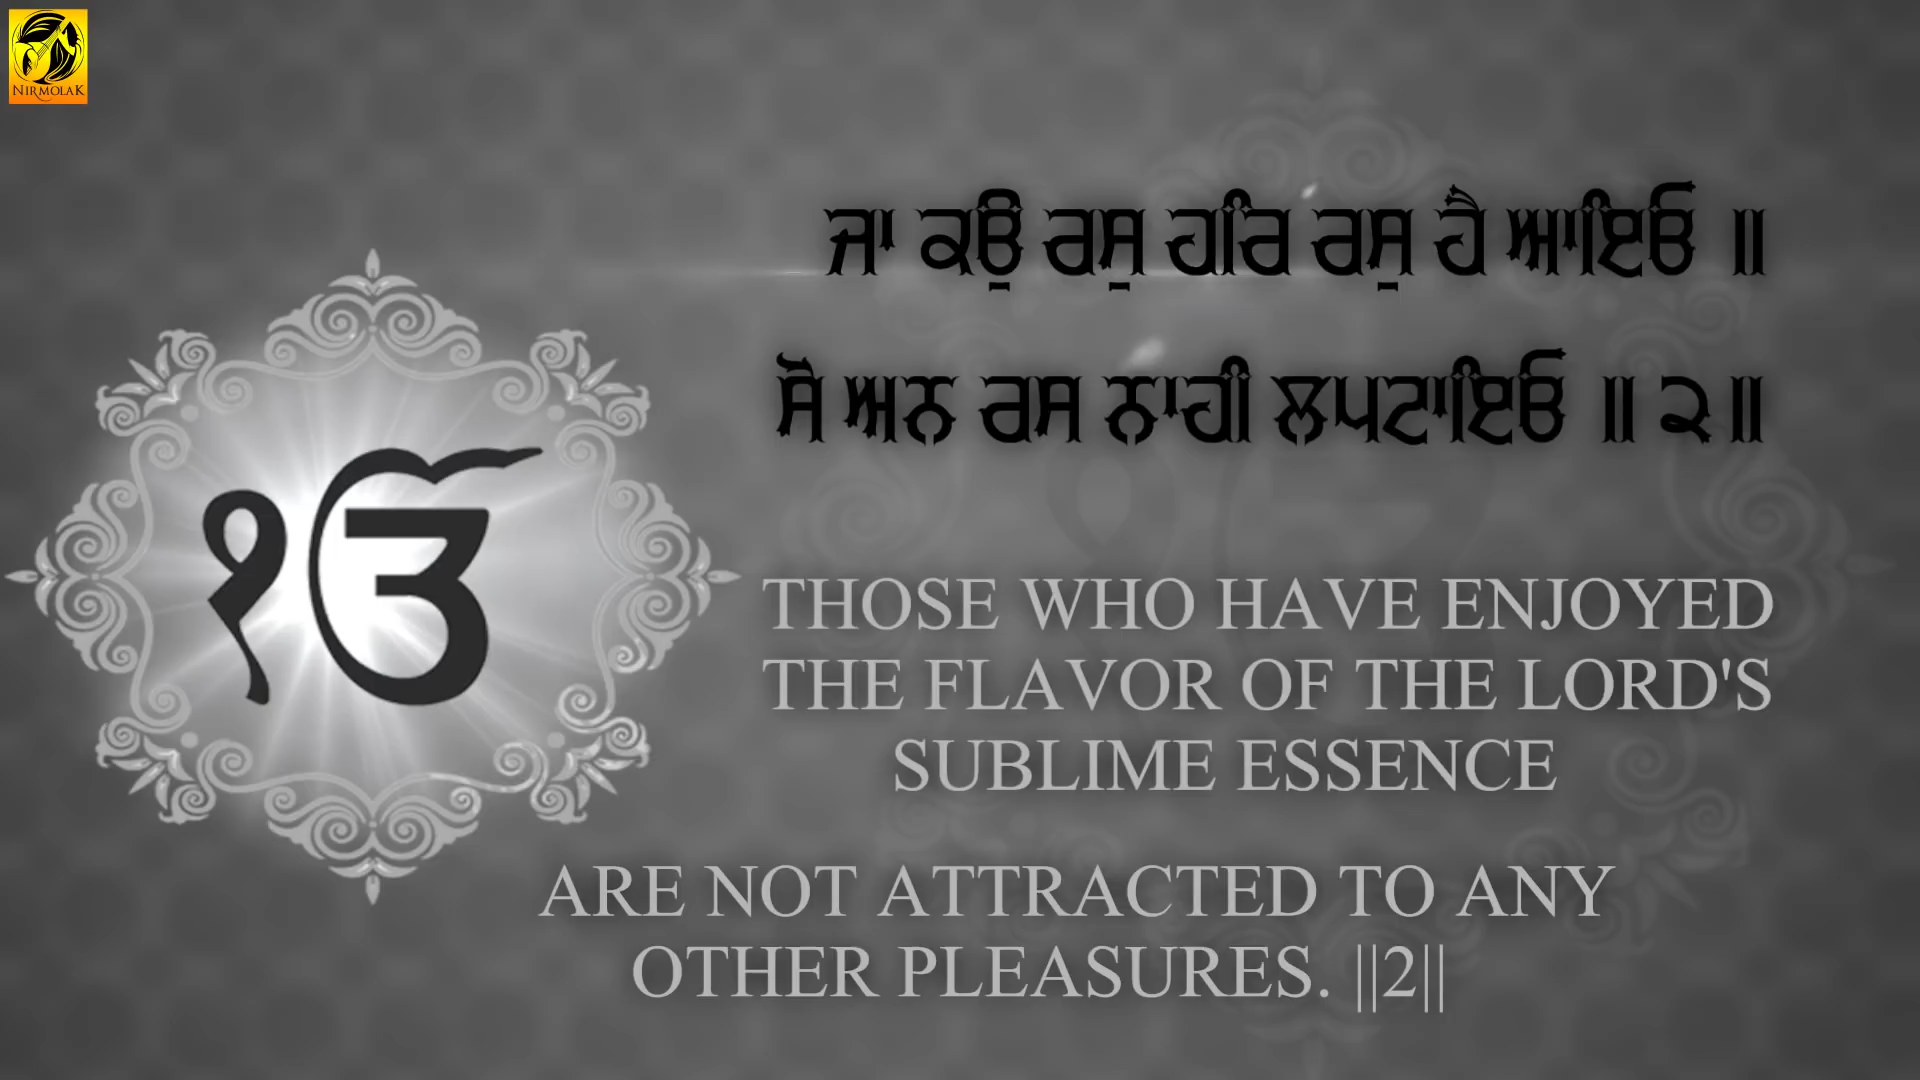 NIRMOLAK
ਜਾ ਕਉ ਰਸੁ ਹਰਿ ਰਸੁ ਹੈ ਆਇਓ ॥
ਸੋ ਅਨ ਰਸ ਨਾਹੀ ਲਪਟਾਇਓ ॥੨॥
ੴ
THOSE WHO HAVE ENJOYED
THE FLAVOR OF THE LORD'S
SUBLIME ESSENCE
ARE NOT ATTRACTED TO ANY
OTHER PLEASURES. ||2||